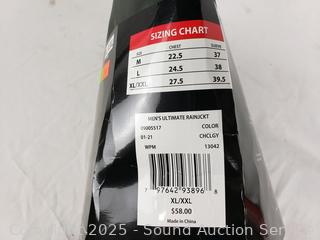 SIZING CHART
SIZE CHEST SLEEVE
M 22.5 37
L 24.5 38
XL/XXL 27.5 39.5
MEN'S ULTIMATE RAINJCKT
09005517 COLOR
01-21 CHCLGY
WPM 13042
7 97642 93896 8
XL/XXL
$58.00
Made in China
2025 - Sound Auction Service